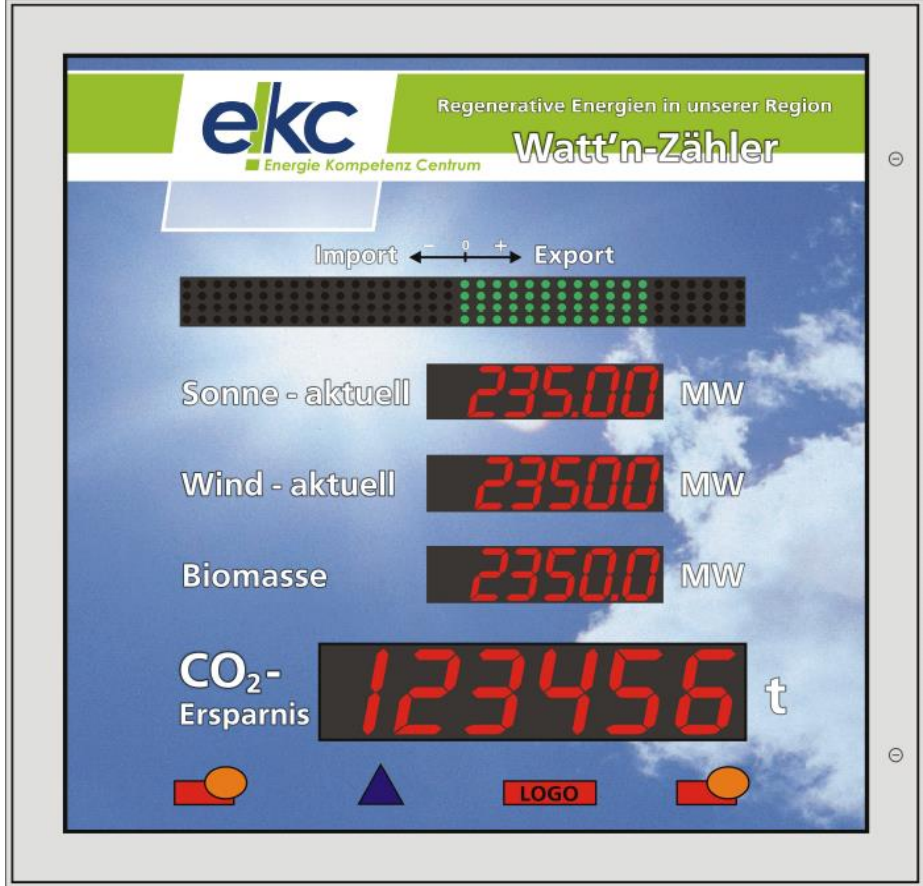 ekc
Energie Kompetenz Centrum
Regenerative Energien in unserer Region
Watt'n-Zähler
Import − 0 + Export
Sonne - aktuell 235.00 MW
Wind - aktuell 23500 MW
Biomasse 2350.0 MW
CO₂-
Ersparnis 123456 t
LOGO